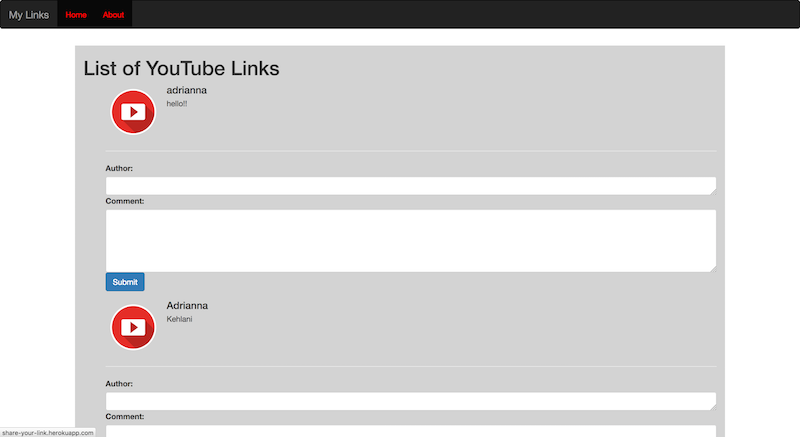 My Links Home About
List of YouTube Links
adrianna
hello!!
Author:
Comment:
Submit
Adrianna
Kehlani
Author:
Comment:
share-your-link.herokuapp.com